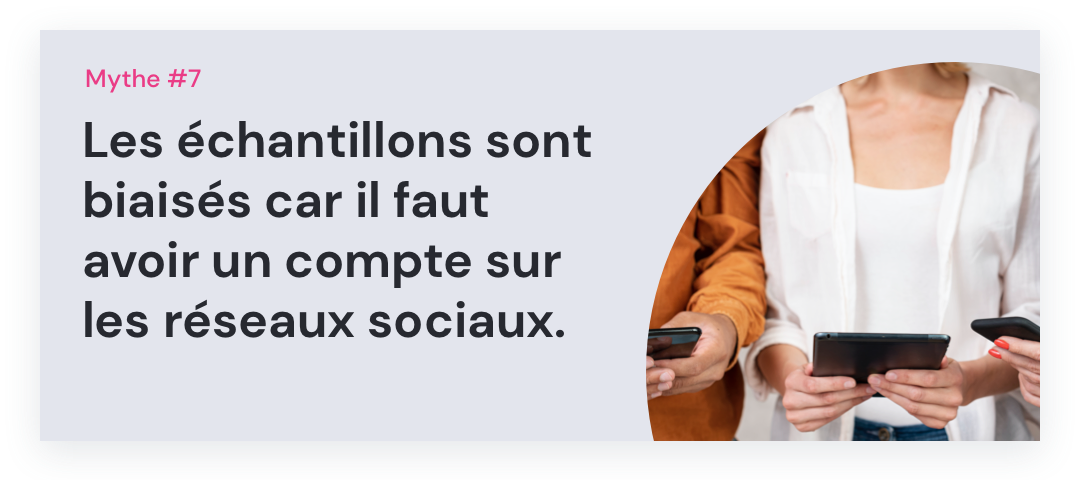 Mythe #7
Les échantillons sont
biaisés car il faut
avoir un compte sur
les réseaux sociaux.